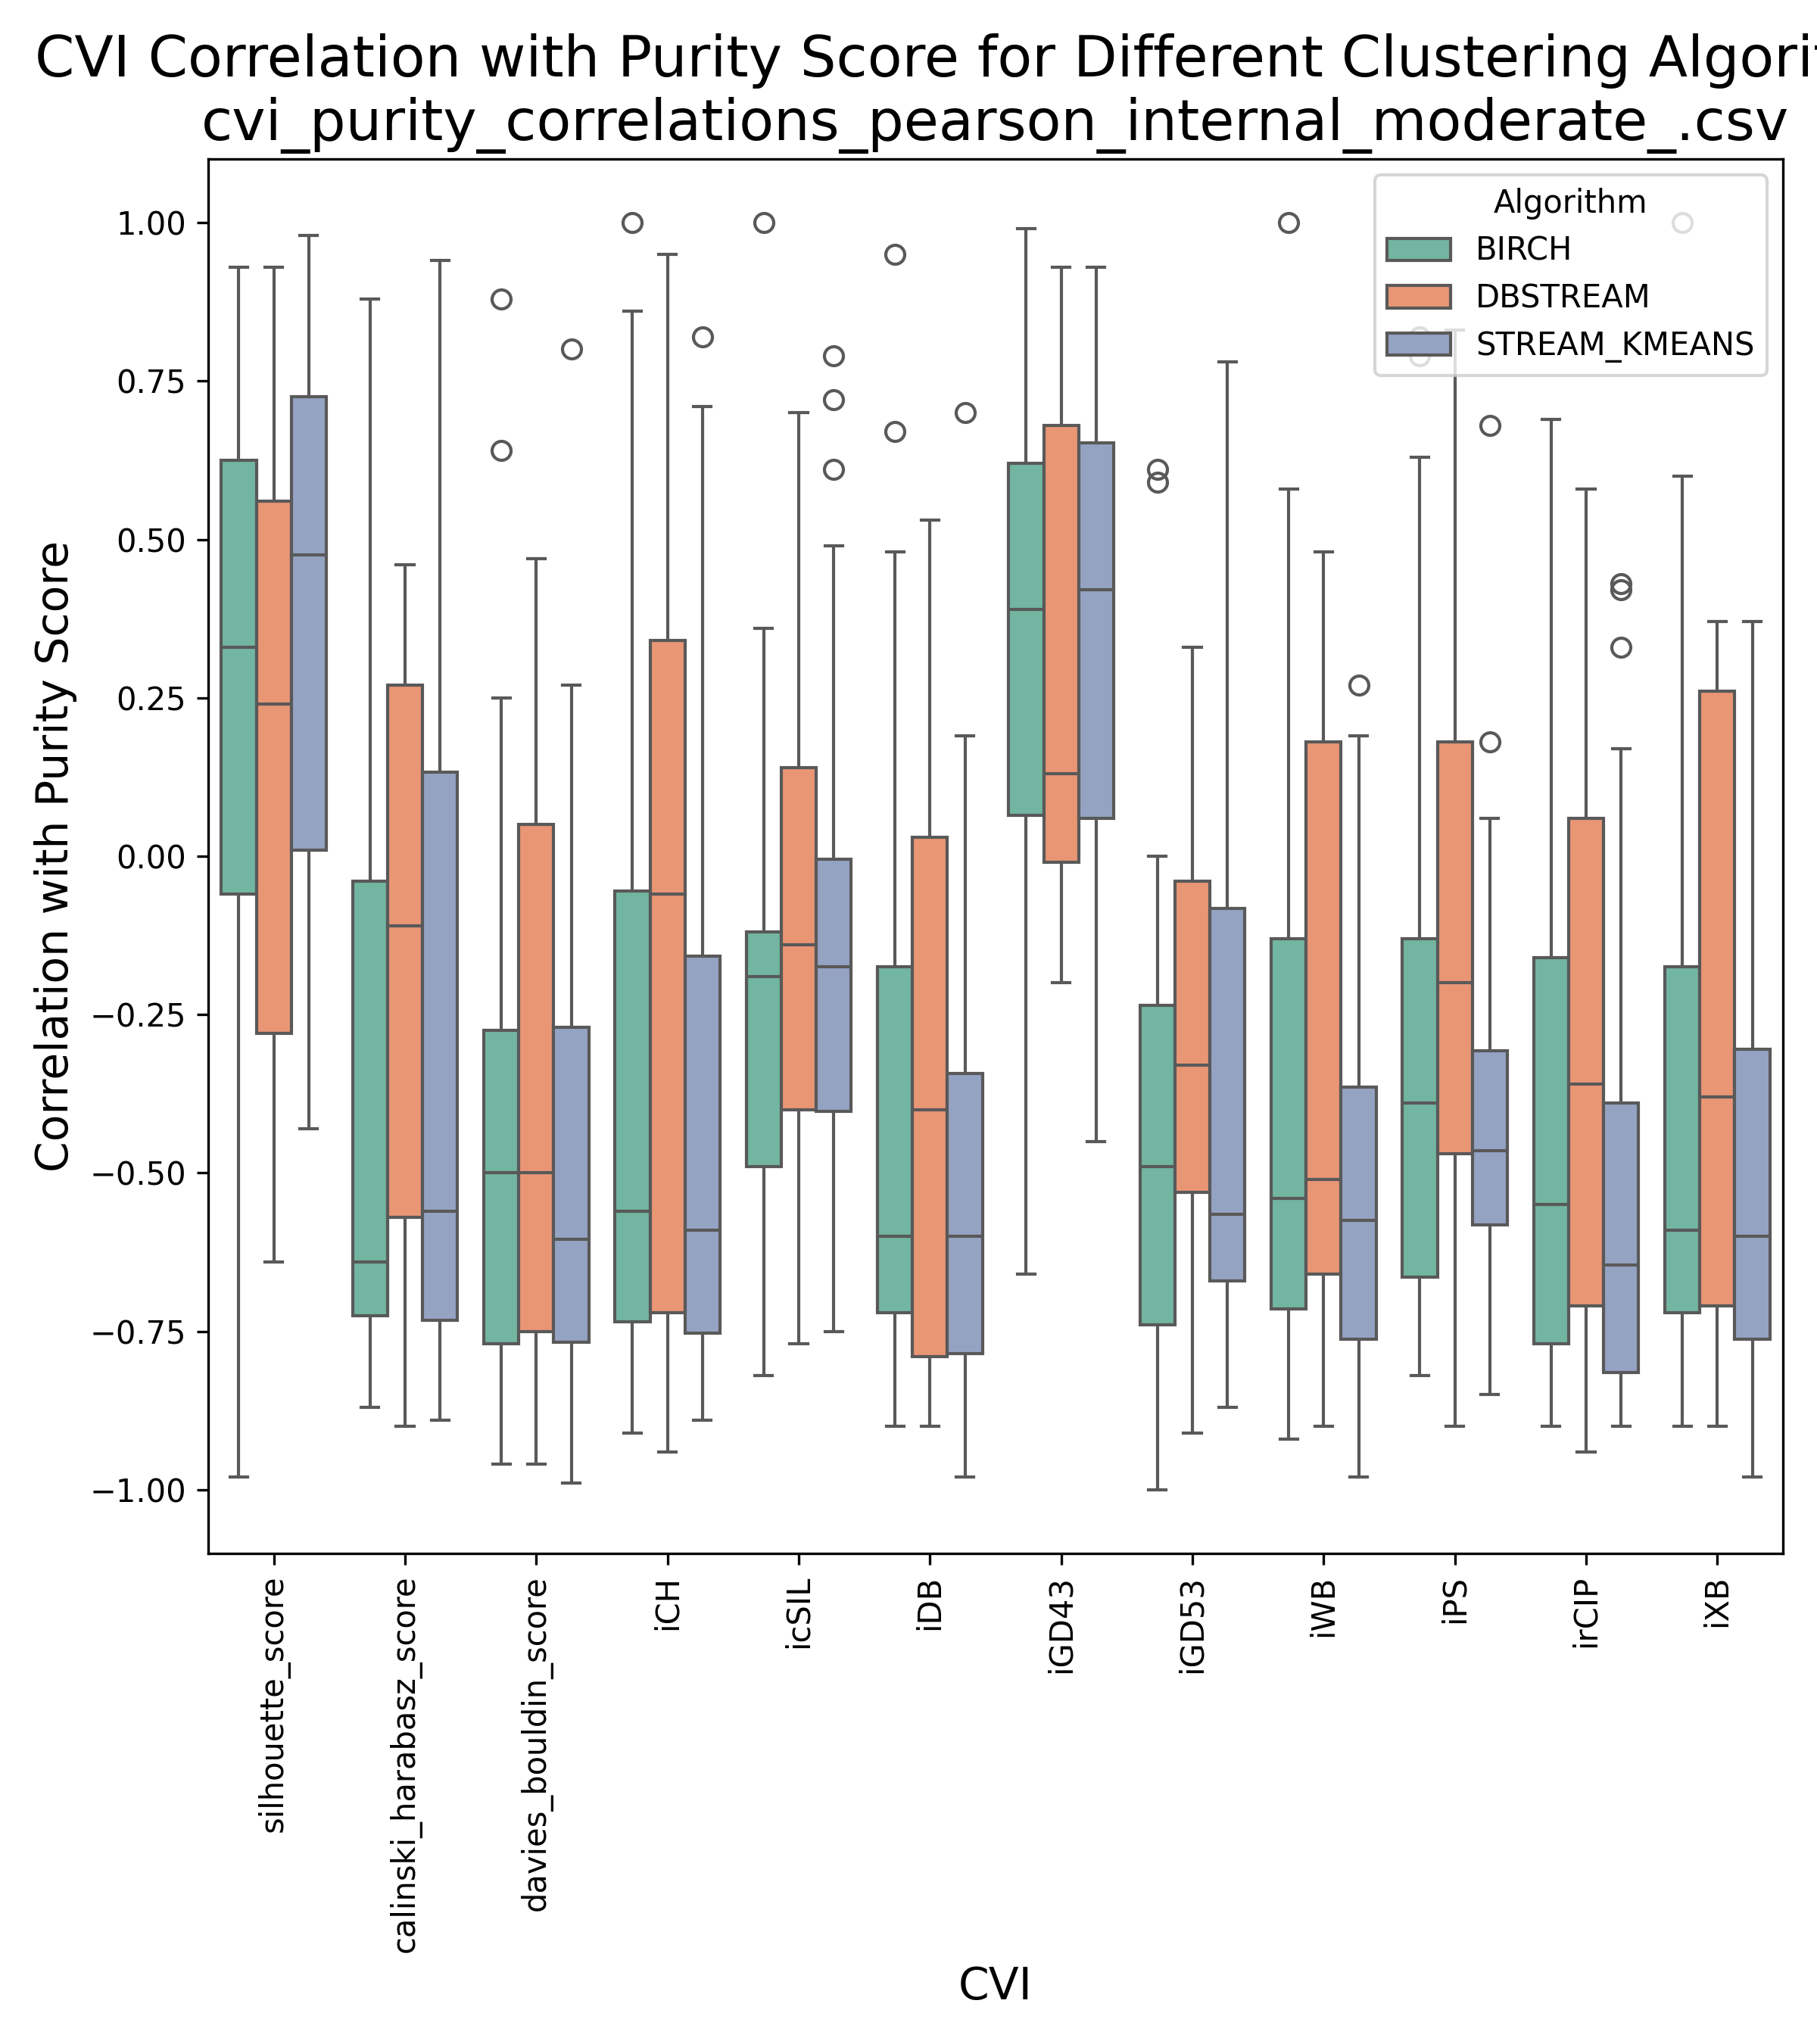 CVI Correlation with Purity Score for Different Clustering Algori
cvi_purity_correlations_pearson_internal_moderate_.csv
Algorithm
BIRCH
DBSTREAM
STREAM_KMEANS
Correlation with Purity Score
1.00
0.75
0.50
0.25
0.00
−0.25
−0.50
−0.75
−1.00
silhouette_score
calinski_harabasz_score
davies_bouldin_score
iCH
icSIL
iDB
iGD43
iGD53
iWB
iPS
irCIP
iXB
CVI